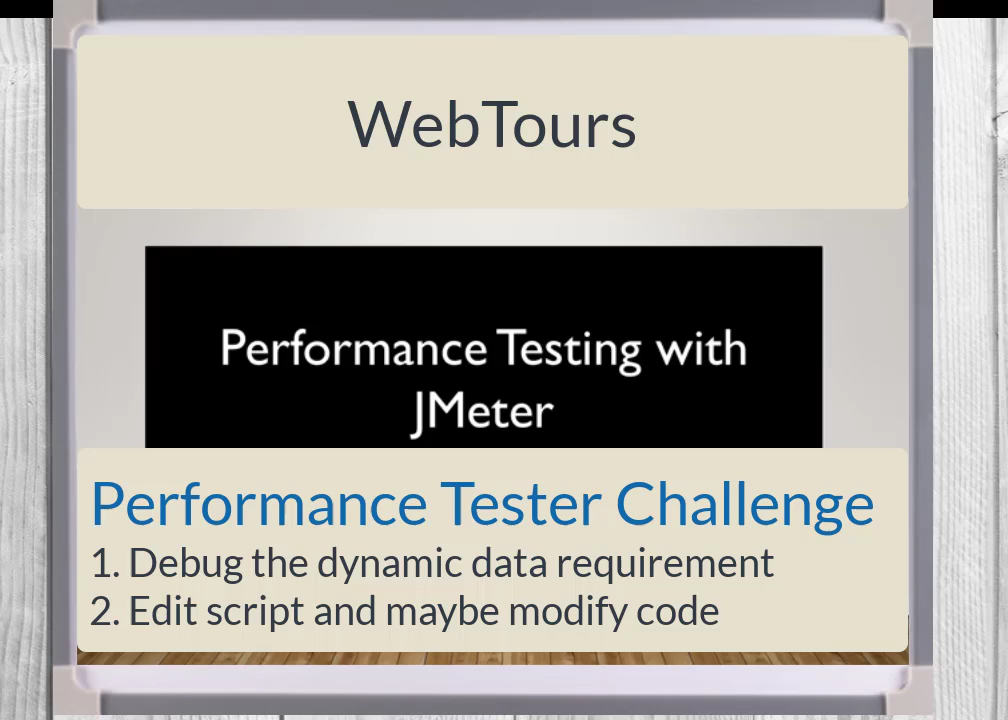 WebTours
Performance Testing with
JMeter
Performance Tester Challenge
1. Debug the dynamic data requirement
2. Edit script and maybe modify code